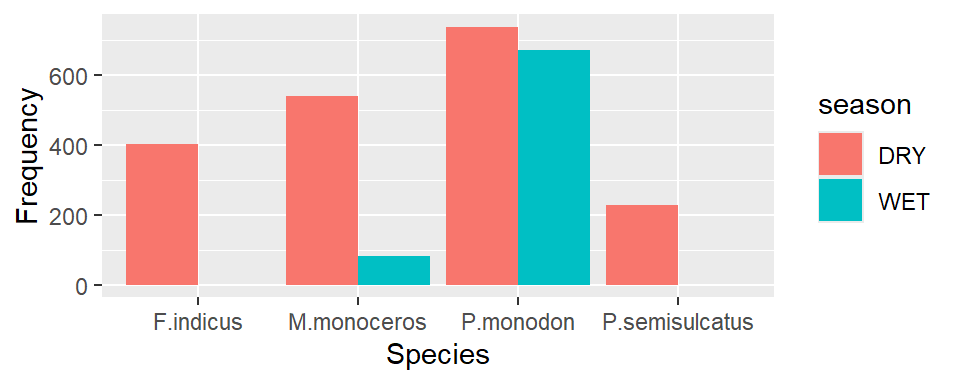 Frequency
600
400
200
0
F.indicus
M.monoceros
P.monodon
P.semisulcatus
Species
season
DRY
WET